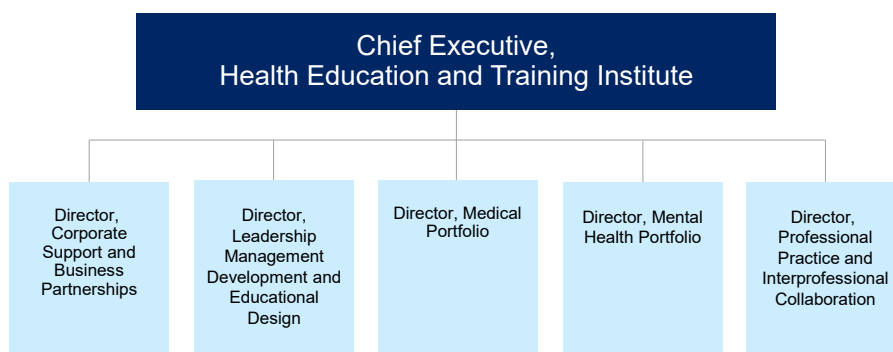 Chief Executive,
Health Education and Training Institute
Director,
Corporate
Support and
Business
Partnerships
Director,
Leadership
Management
Development and
Educational
Design
Director, Medical
Portfolio
Director, Mental
Health Portfolio
Director,
Professional
Practice and
Interprofessional
Collaboration